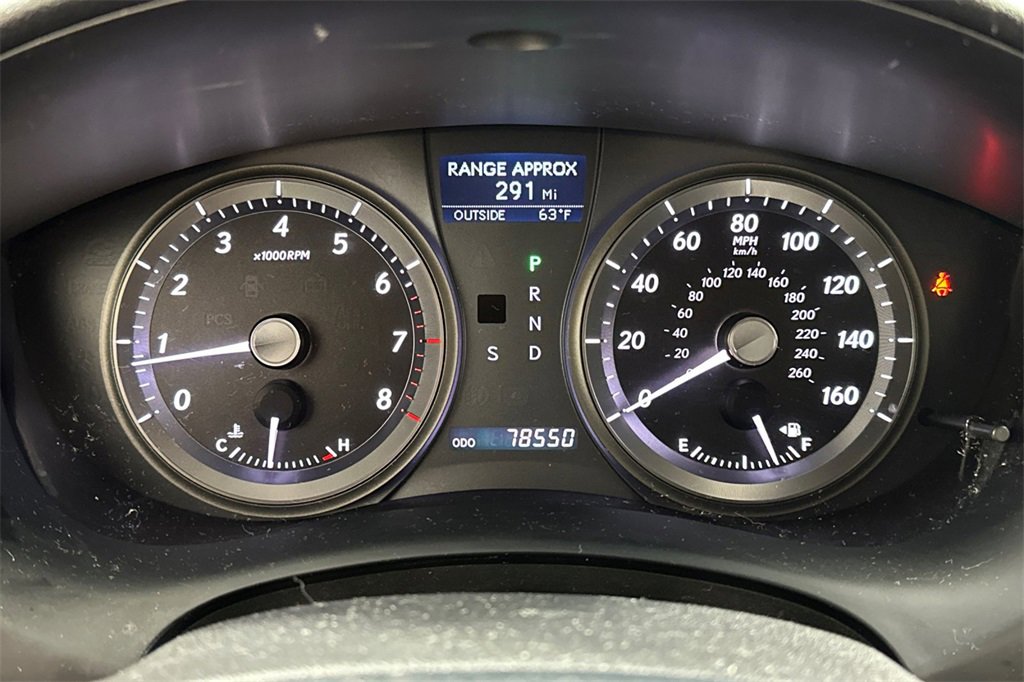 RANGE APPROX
291 Mi
OUTSIDE 63°F
0
1
2
3
4
5
6
7
8
x1000RPM
PCS
C H
P
R
N
S D
ODO 78550
0
20
40
60
80
100
120
140
160
MPH
km/h
20
40
60
80
100
120
140
160
180
200
220
240
260
E F